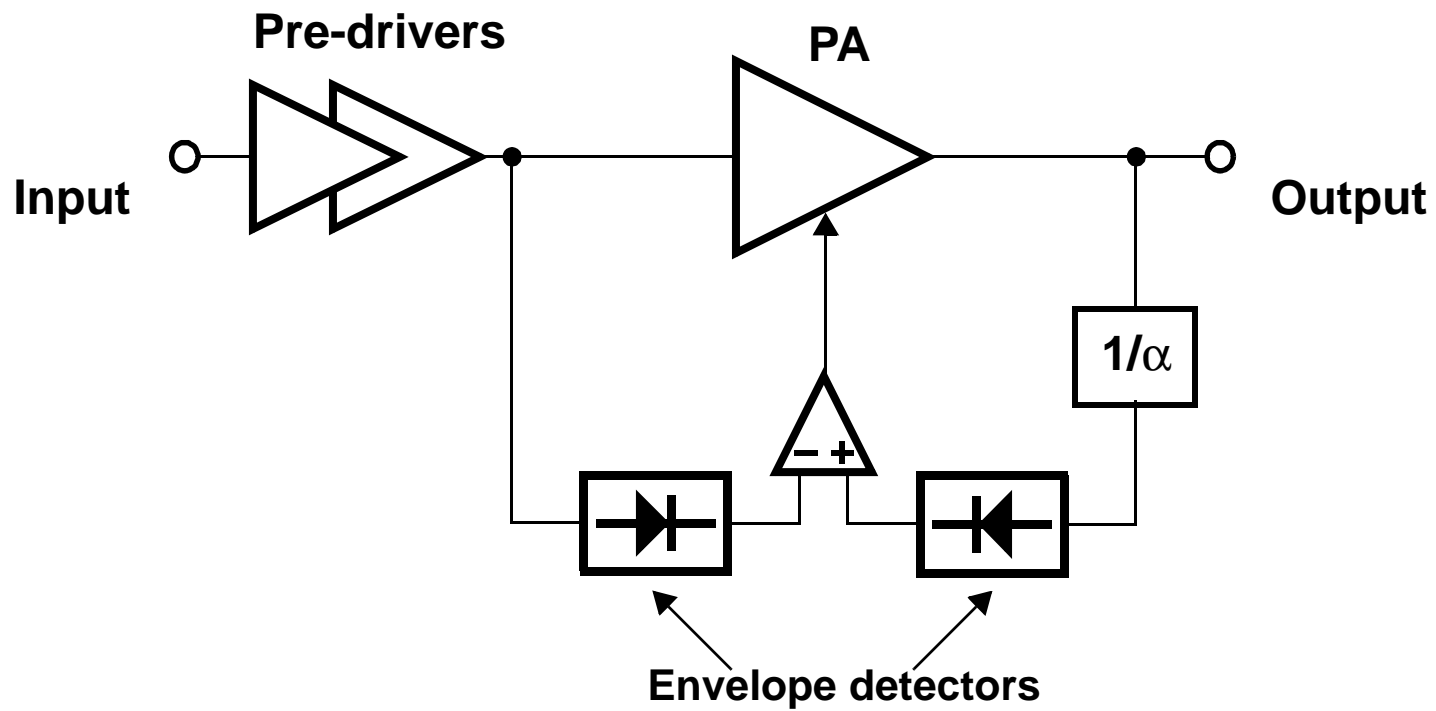 Pre-drivers
PA
Input
Output
1/α
− +
Envelope detectors